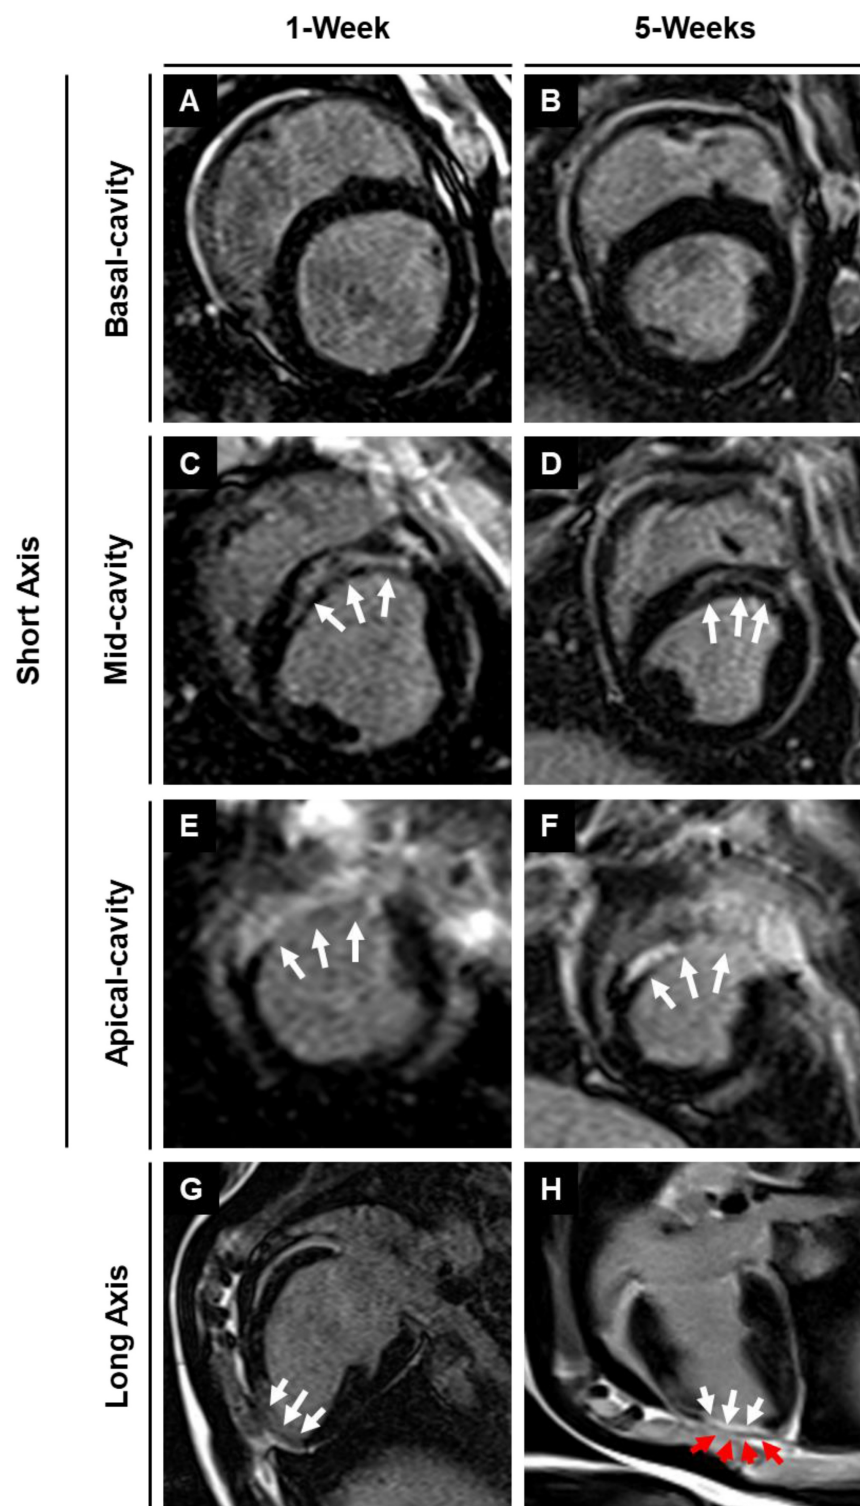 1-Week
5-Weeks
Short Axis
Basal-cavity
A
B
Mid-cavity
C
D
Apical-cavity
E
F
Long Axis
G
H